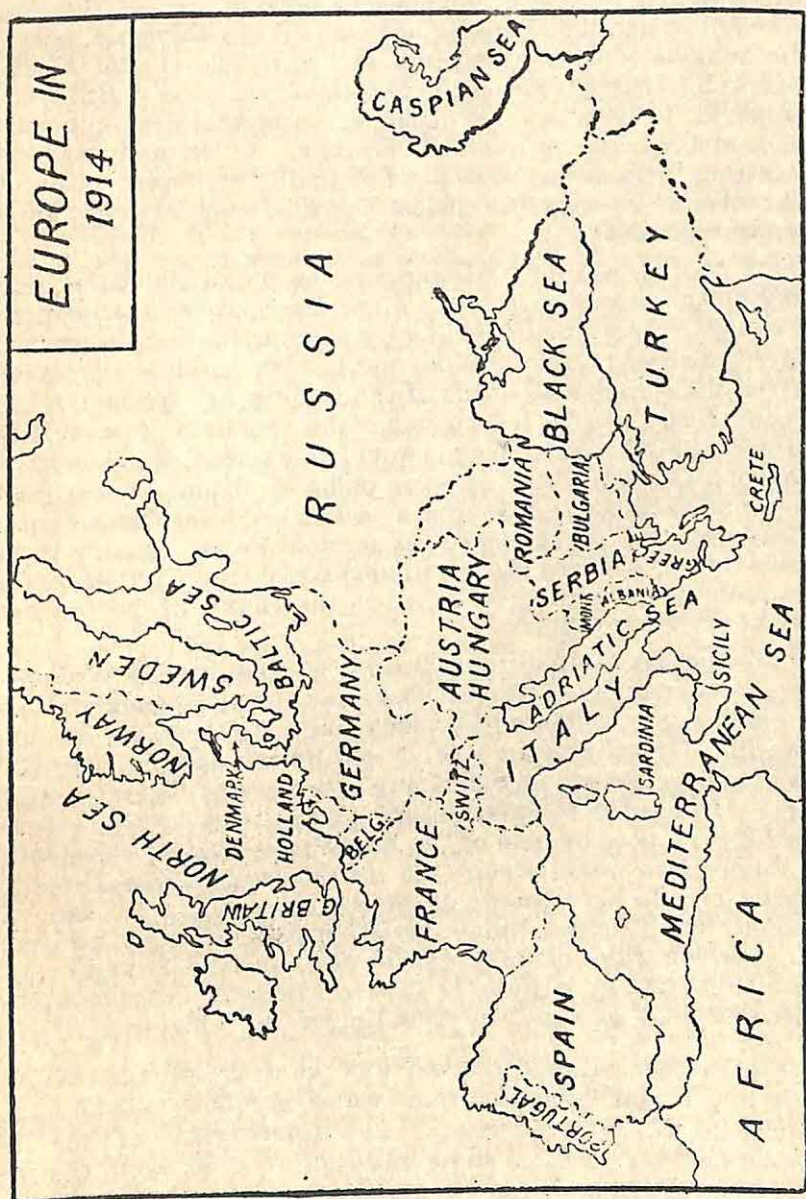 EUROPE IN
1914
CASPIAN SEA
RUSSIA
NORWAY
SWEDEN
BALTIC SEA
NORTH SEA
DENMARK
HOLLAND
G. BRITAIN
GERMANY
BELG.
FRANCE
SWITZ
AUSTRIA
HUNGARY
ROMANIA
BULGARIA
SERBIA
MONT.
ALBANIA
GREECE
BLACK SEA
TURKEY
CRETE
ADRIATIC SEA
ITALY
SICILY
SARDINIA
MEDITERRANEAN SEA
SPAIN
PORTUGAL
AFRICA